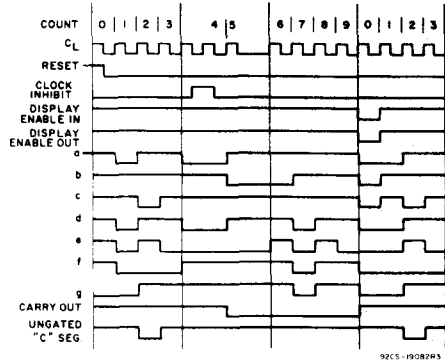 COUNT 0 1 2 3 4 5 6 7 8 9 0 1 2 3
CL
RESET
CLOCK
INHIBIT
DISPLAY
ENABLE IN
DISPLAY
ENABLE OUT
a
b
c
d
e
f
g
CARRY OUT
UNGATED
"C" SEG.
92CS-19082R3